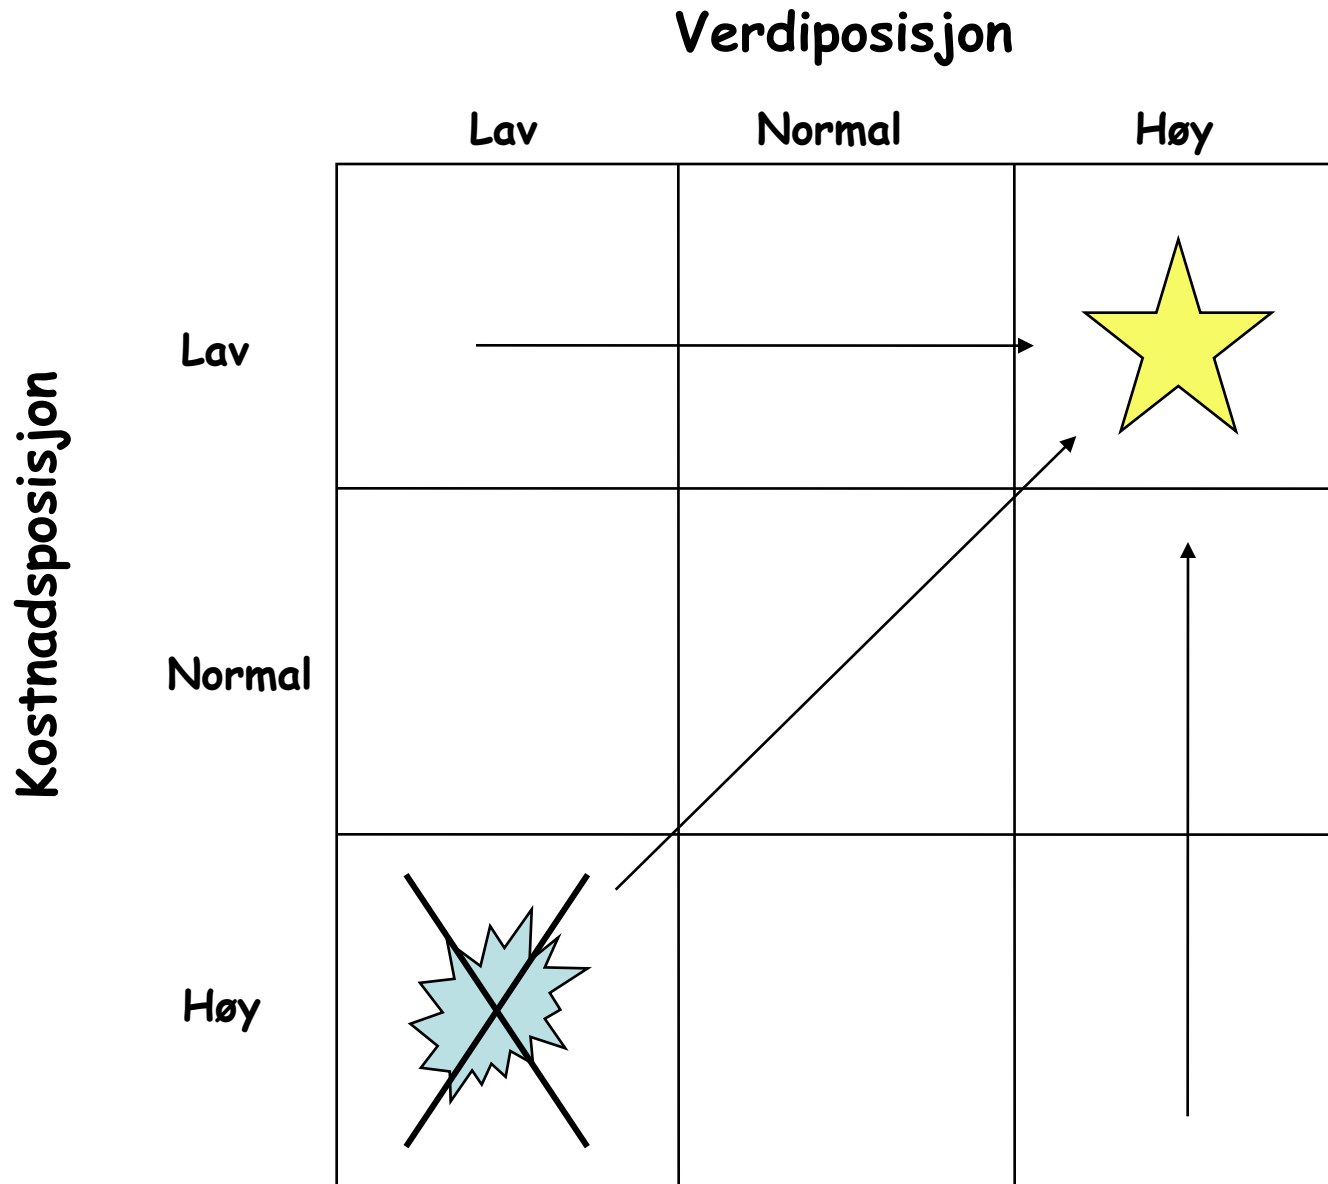 Verdiposisjon
Lav Normal Høy
Kostnadsposisjon
Lav
Normal
Høy